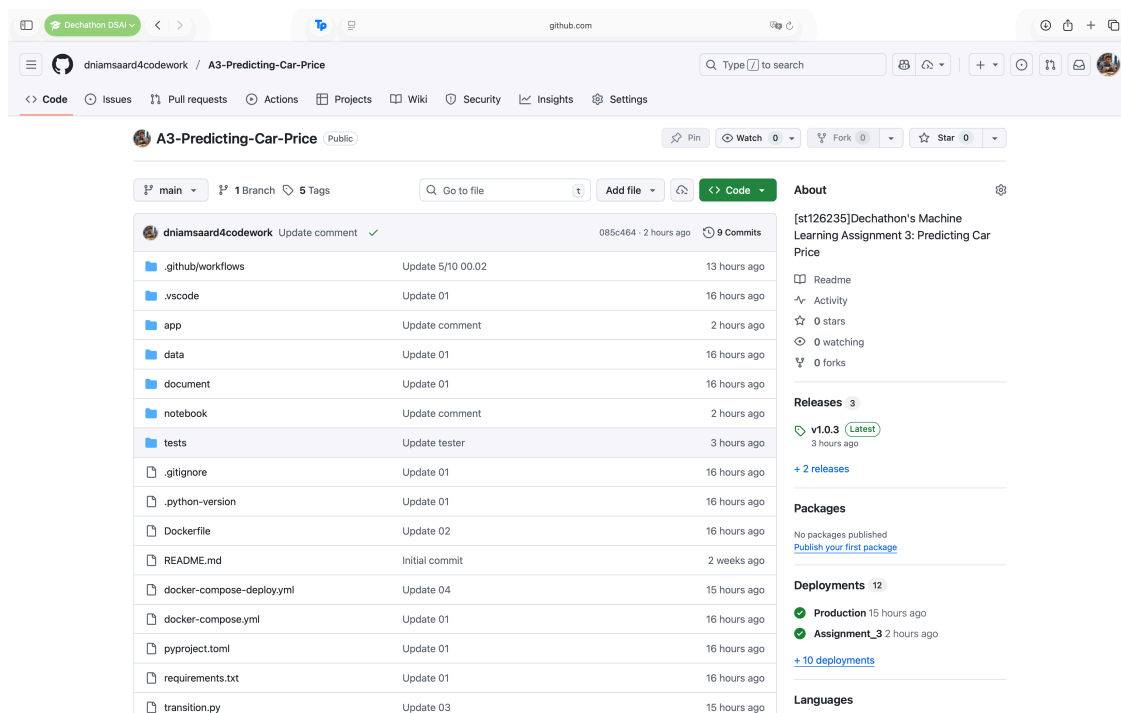 Dechathon DSAI
Tp
github.com
dniamsaard4codework / A3-Predicting-Car-Price
Type / to search
Code Issues Pull requests Actions Projects Wiki Security Insights Settings
A3-Predicting-Car-Price Public
Pin Watch 0 Fork 0 Star 0
main 1 Branch 5 Tags Go to file t Add file Code
About
[st126235]Dechathon's Machine
Learning Assignment 3: Predicting Car
Price
dniamsaard4codework Update comment 085c464 · 2 hours ago 9 Commits
.github/workflows Update 5/10 00.02 13 hours ago
.vscode Update 01 16 hours ago
app Update comment 2 hours ago
data Update 01 16 hours ago
document Update 01 16 hours ago
notebook Update comment 2 hours ago
tests Update tester 3 hours ago
.gitignore Update 01 16 hours ago
.python-version Update 01 16 hours ago
Dockerfile Update 02 16 hours ago
README.md Initial commit 2 weeks ago
docker-compose-deploy.yml Update 04 15 hours ago
docker-compose.yml Update 01 16 hours ago
pyproject.toml Update 01 16 hours ago
requirements.txt Update 01 16 hours ago
transition.py Update 03 15 hours ago
Readme
Activity
0 stars
0 watching
0 forks
Releases 3
v1.0.3 Latest
3 hours ago
+ 2 releases
Packages
No packages published
Publish your first package
Deployments 12
Production 15 hours ago
Assignment_3 2 hours ago
+ 10 deployments
Languages